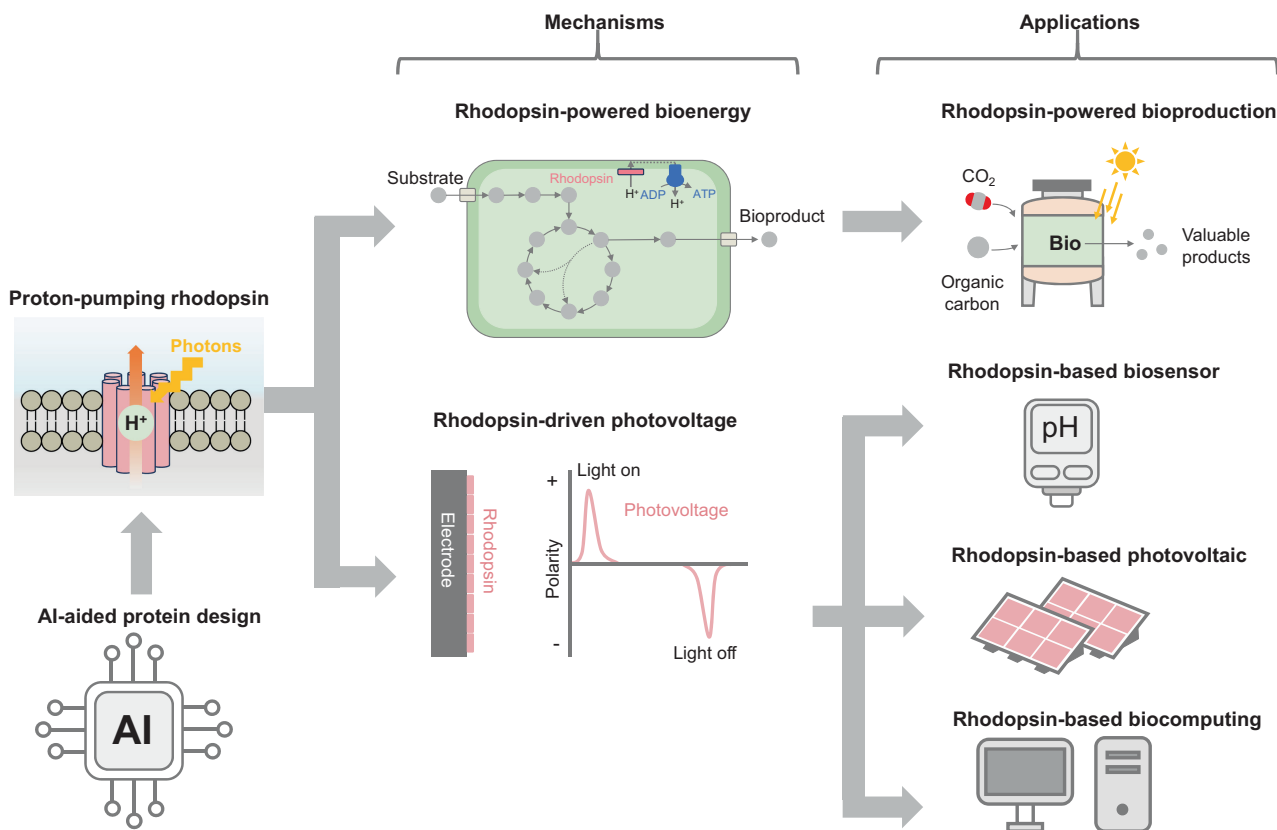 Mechanisms
Applications
Rhodopsin-powered bioenergy
Rhodopsin-powered bioproduction
Substrate
Rhodopsin
H⁺
ADP
H⁺
ATP
Bioproduct
CO₂
Bio
Organic
carbon
Valuable
products
Proton-pumping rhodopsin
Photons
H⁺
Rhodopsin-driven photovoltage
Electrode
Rhodopsin
Polarity
+
-
Light on
Photovoltage
Light off
Rhodopsin-based biosensor
pH
Rhodopsin-based photovoltaic
AI-aided protein design
AI
Rhodopsin-based biocomputing